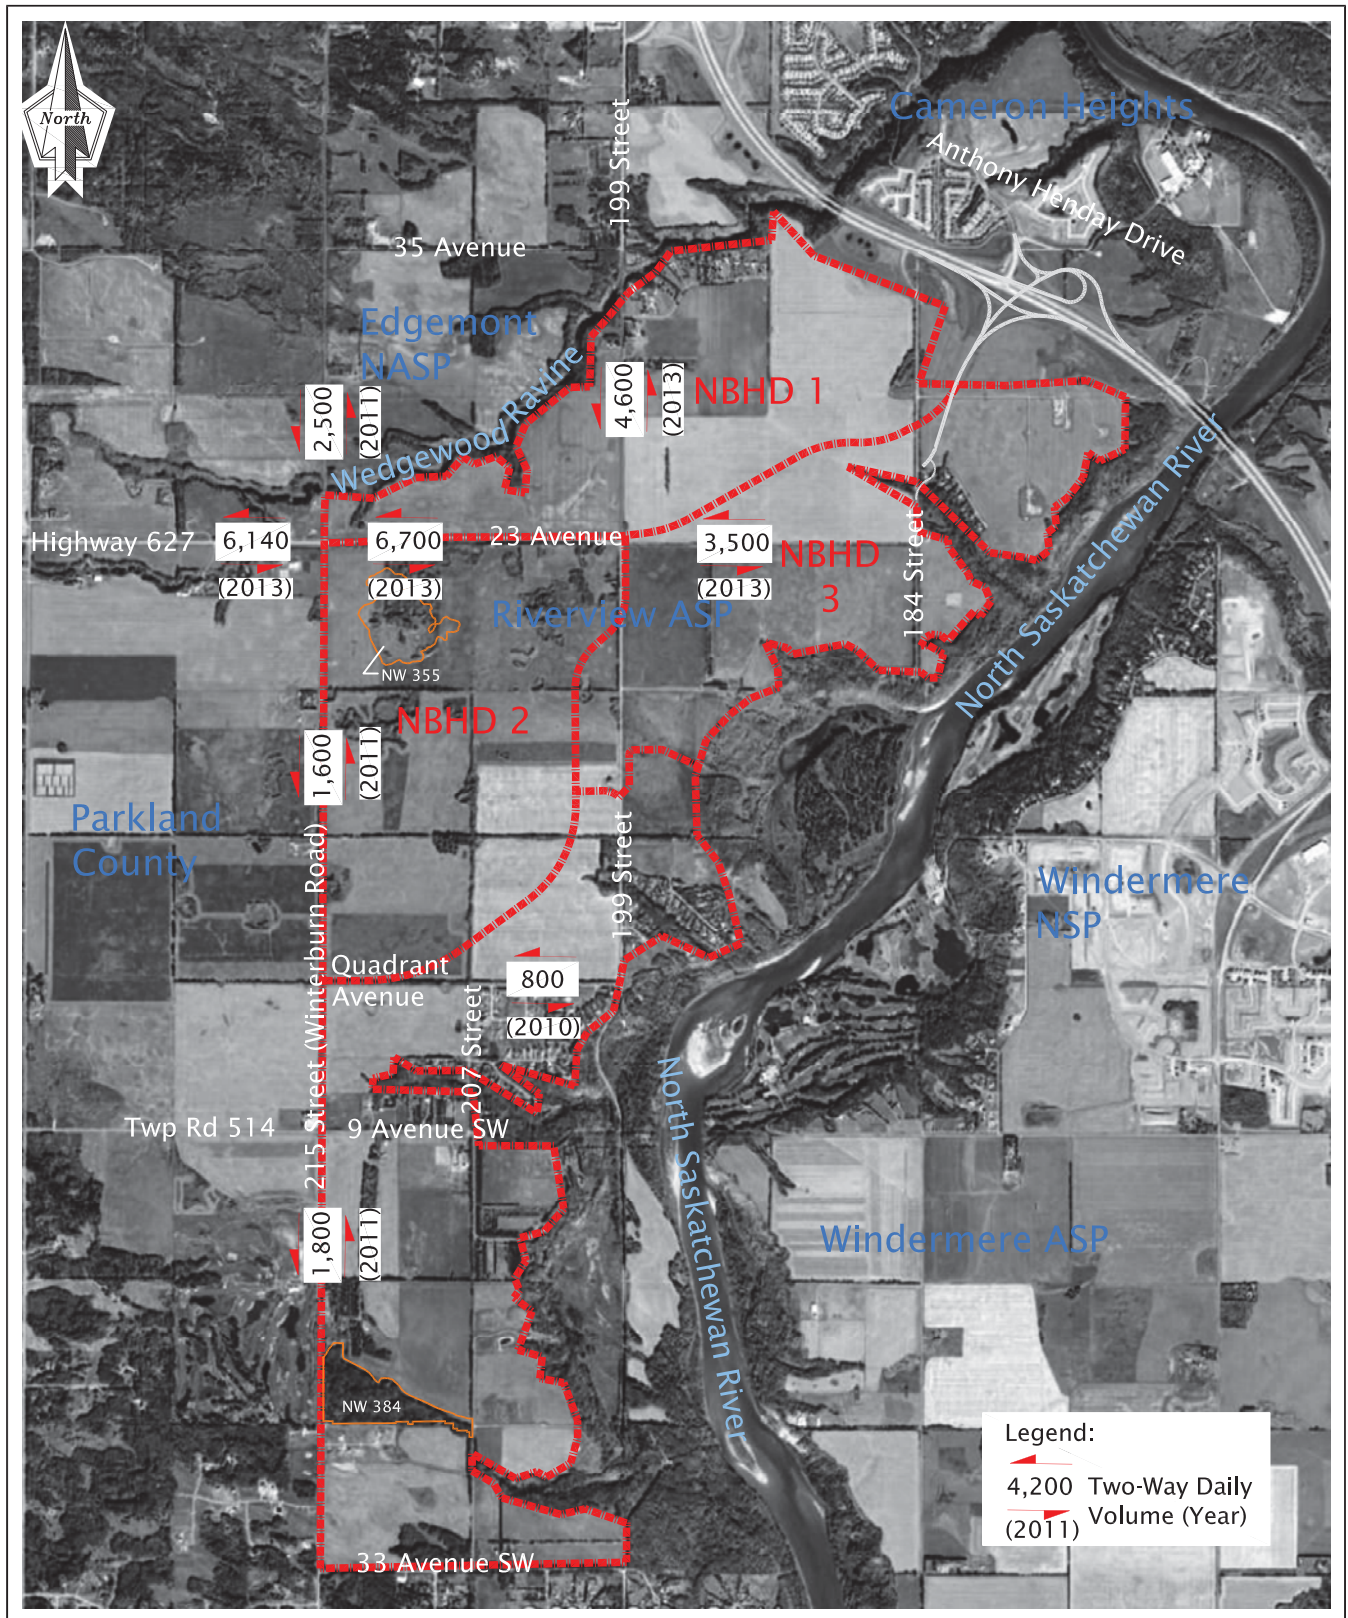 North
Cameron Heights
Anthony Henday Drive
199 Street
35 Avenue
Edgemont
NASP
Wedgewood Ravine
2,500
(2011)
4,600
(2013)
NBHD 1
North Saskatchewan River
Highway 627
6,140
(2013)
6,700
(2013)
23 Avenue
3,500
(2013)
NBHD
3
184 Street
Riverview ASP
NW 355
NBHD 2
1,600
(2011)
Parkland
County
215 Street (Winterburn Road)
199 Street
Windermere
NSP
Quadrant
Avenue
800
(2010)
207 Street
North Saskatchewan River
Twp Rd 514
9 Avenue SW
1,800
(2011)
Windermere ASP
NW 384
33 Avenue SW
Legend:
4,200 Two-Way Daily
(2011) Volume (Year)